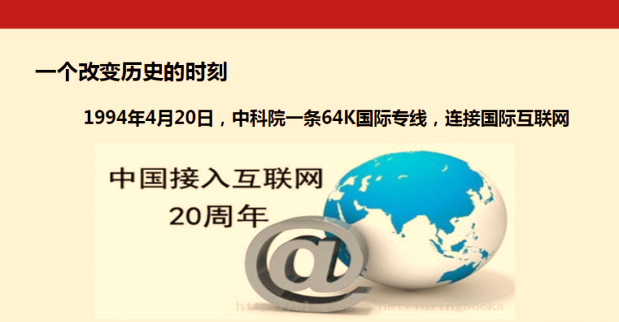 一个改变历史的时刻
1994年4月20日，中科院一条64K国际专线，连接国际互联网
中国接入互联网
20周年
@